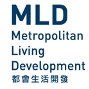 MLD
Metropolitan
Living
Development
都會生活開發